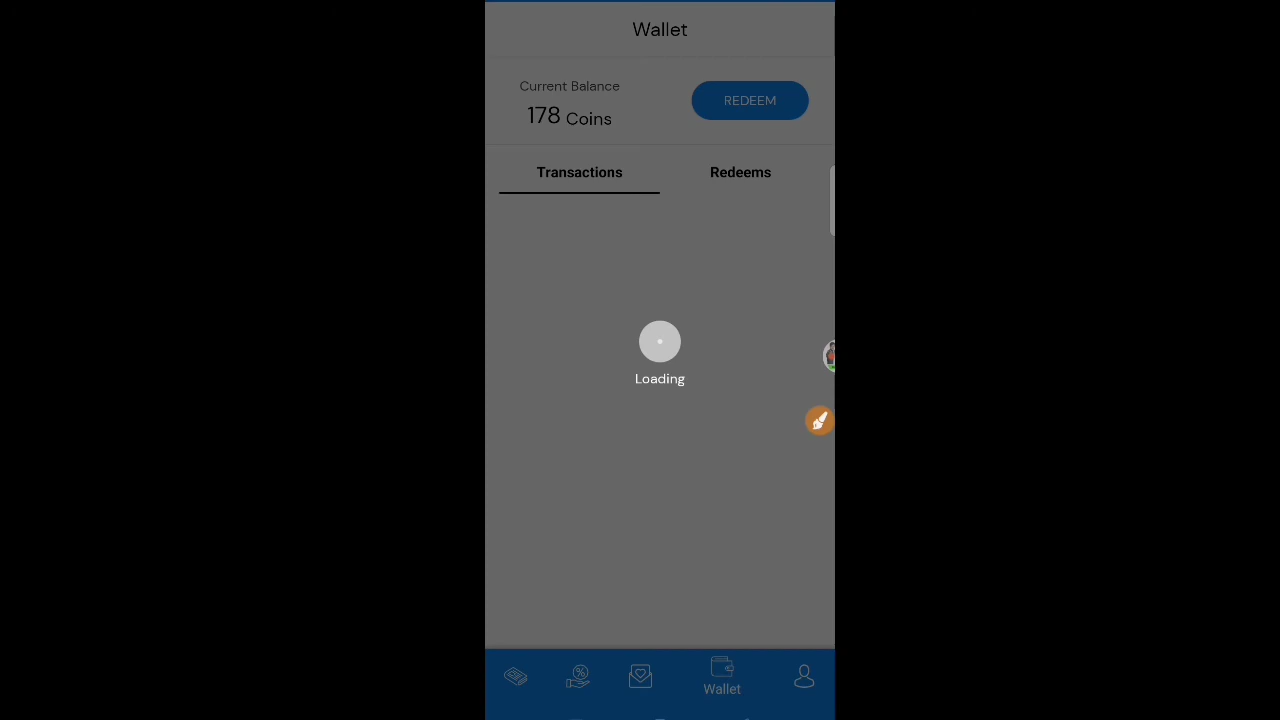 Wallet
Current Balance
178 Coins
REDEEM
Transactions
Redeems
Loading
Wallet